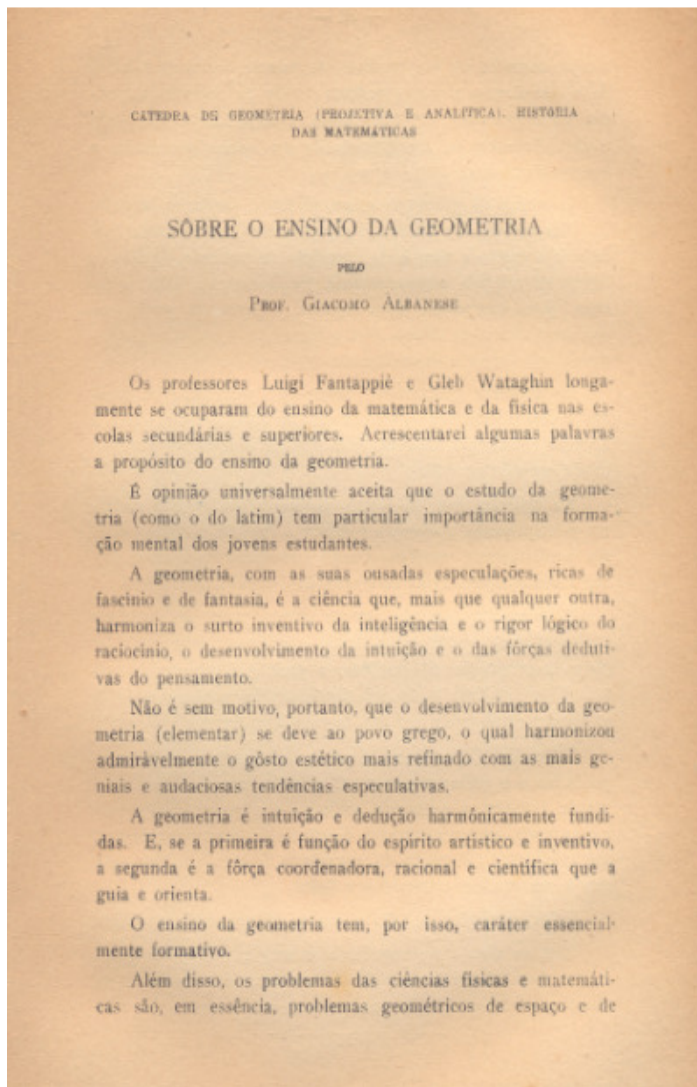 CÁTEDRA DE GEOMETRIA (PROJETIVA E ANALÍTICA). HISTÓRIA
DAS MATEMÁTICAS
SÔBRE O ENSINO DA GEOMETRIA
PELO
PROF. GIACOMO ALBANESE
Os professores Luigi Fantappiè e Gleb Wataghin longa-
mente se ocuparam do ensino da matemática e da física nas es-
colas secundárias e superiores. Acrescentarei algumas palavras
a propósito do ensino da geometria.
É opinião universalmente aceita que o estudo da geome-
tria (como o do latim) tem particular importância na forma-
ção mental dos jovens estudantes.
A geometria, com as suas ousadas especulações, ricas de
fascínio e de fantasia, é a ciência que, mais que qualquer outra,
harmoniza o surto inventivo da inteligência e o rigor lógico do
raciocínio, o desenvolvimento da intuição e o das fôrças deduti-
vas do pensamento.
Não é sem motivo, portanto, que o desenvolvimento da geo-
metria (elementar) se deve ao povo grego, o qual harmonizou
admiràvelmente o gôsto estético mais refinado com as mais ge-
niais e audaciosas tendências especulativas.
A geometria é intuição e dedução harmônicamente fundi-
das. E, se a primeira é função do espírito artístico e inventivo,
a segunda é a fôrça coordenadora, racional e científica que a
guia e orienta.
O ensino da geometria tem, por isso, caráter essencial-
mente formativo.
Além disso, os problemas das ciências físicas e matemáti-
cas são, em essência, problemas geométricos de espaço e de